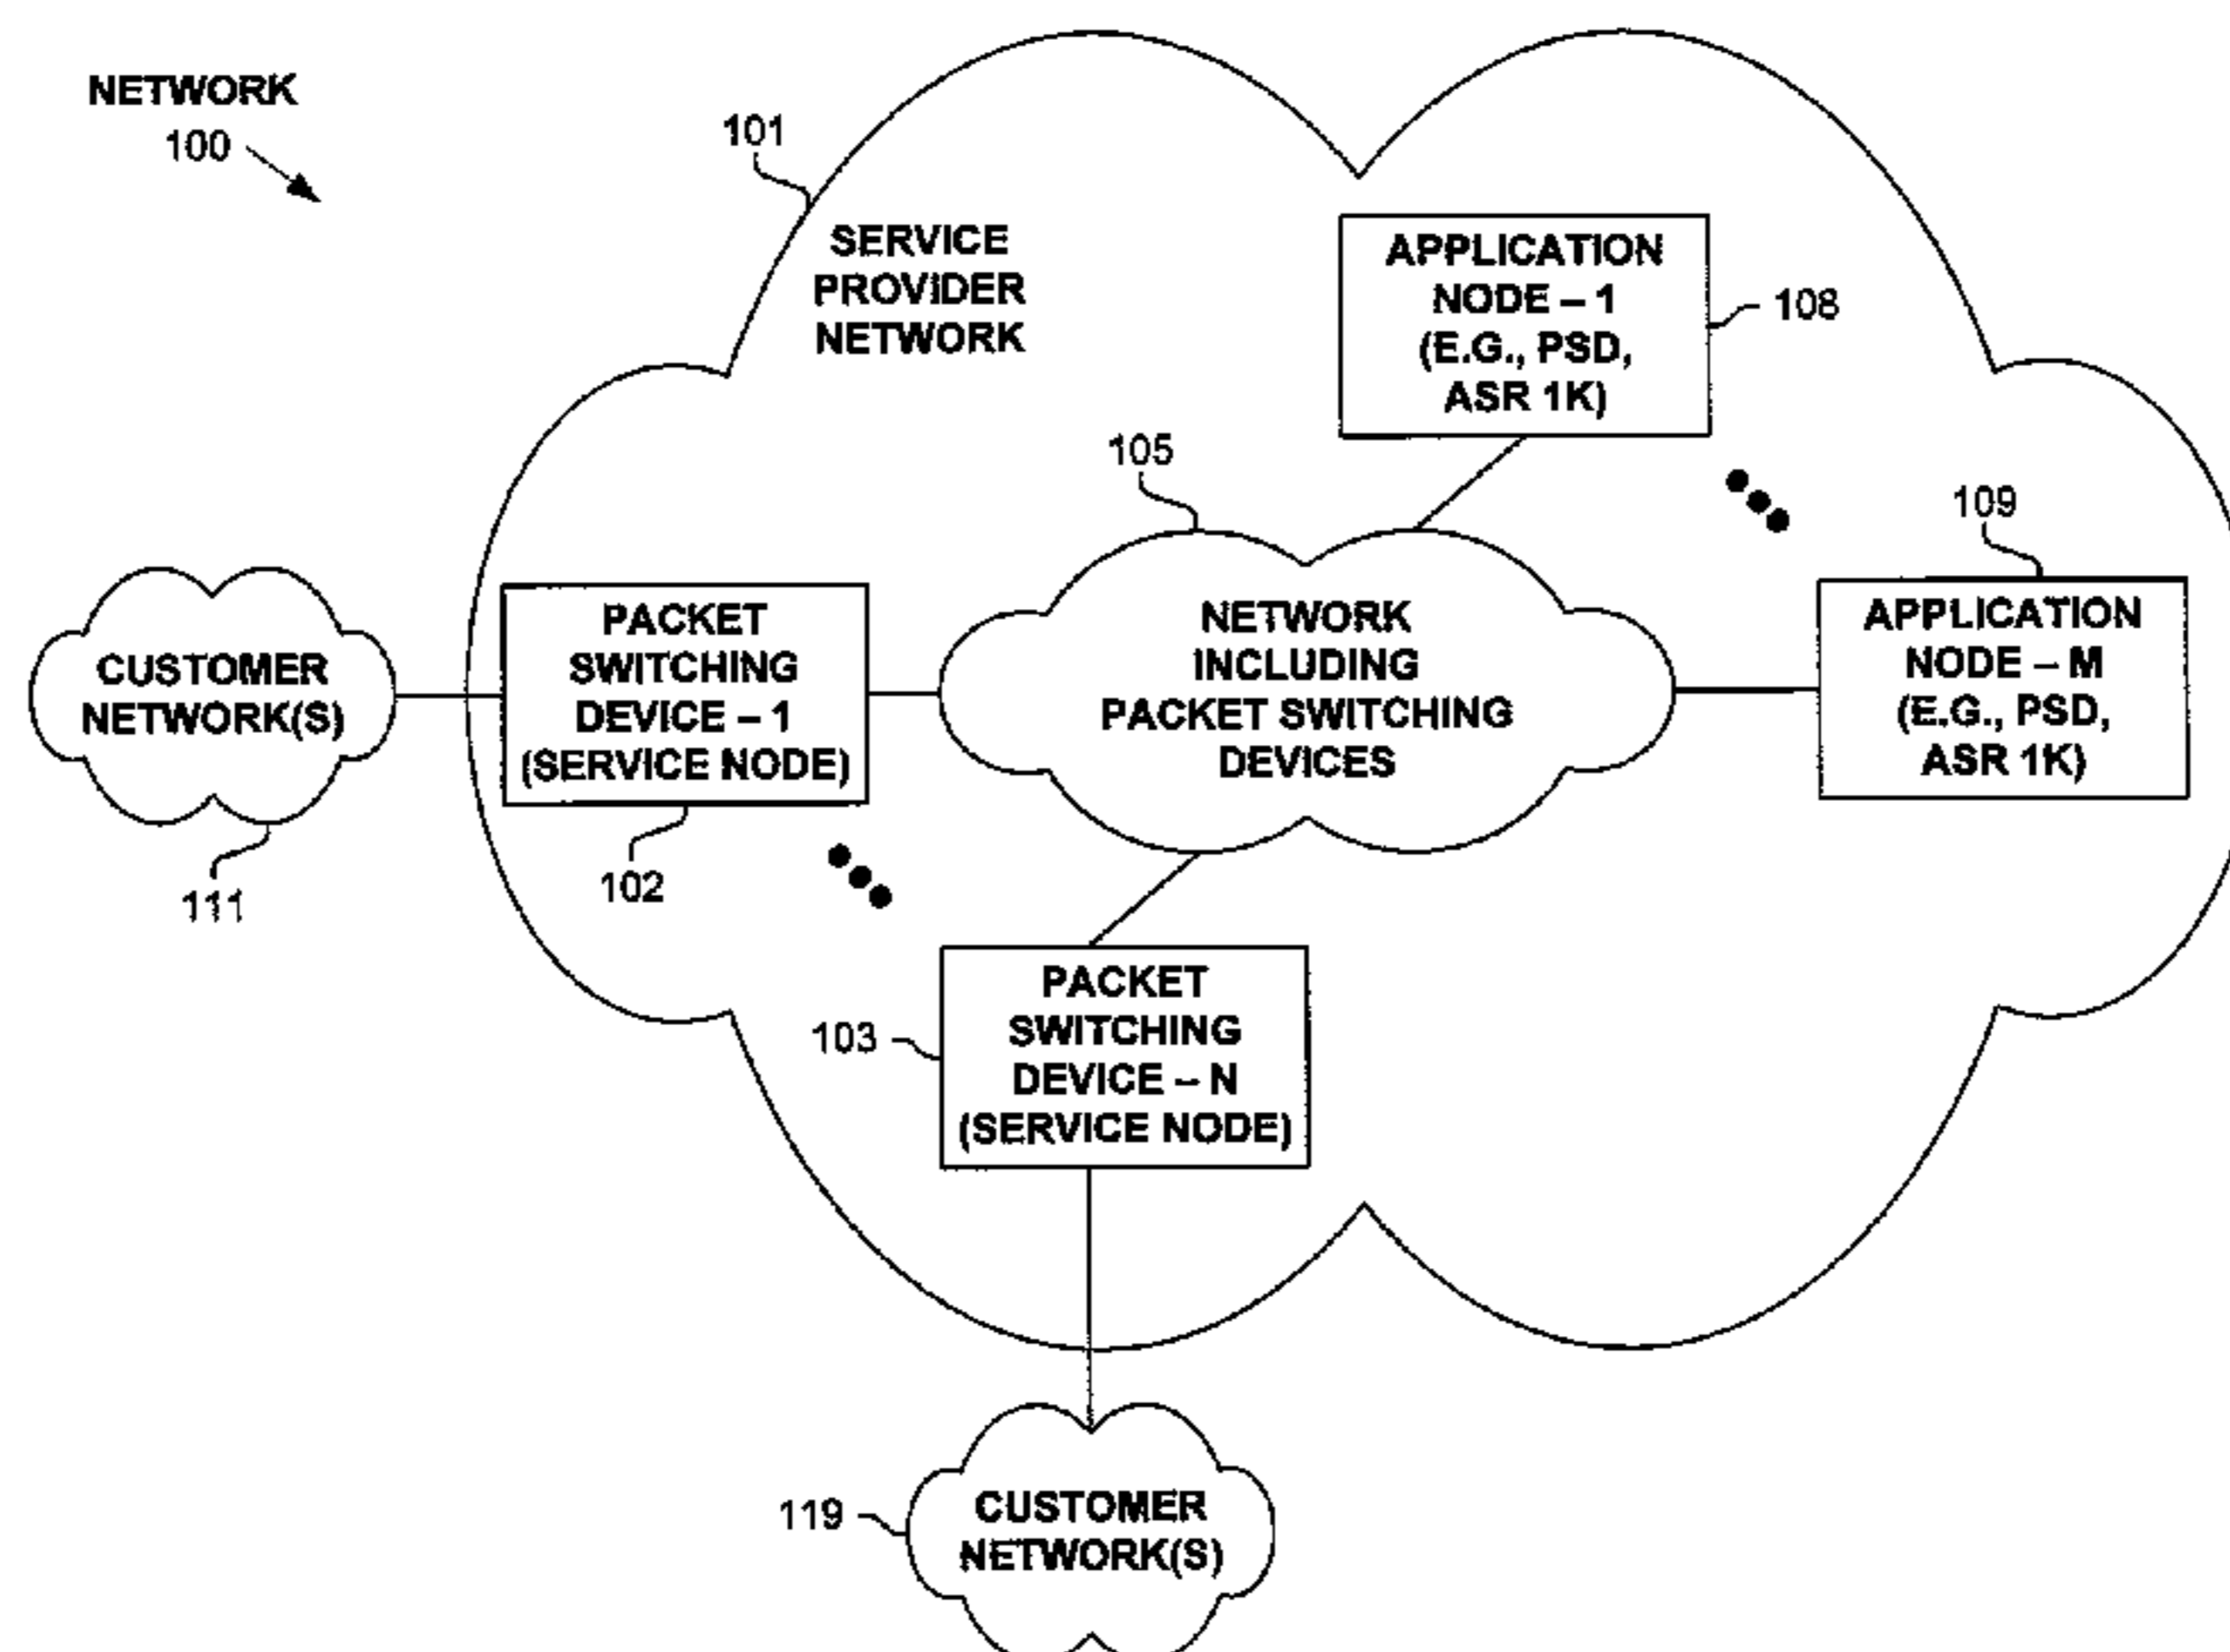 NETWORK
100
101
SERVICE
PROVIDER
NETWORK
APPLICATION
NODE – 1
(E.G., PSD,
ASR 1K)
108
105
109
APPLICATION
NODE – M
(E.G., PSD,
ASR 1K)
CUSTOMER
NETWORK(S)
111
PACKET
SWITCHING
DEVICE – 1
(SERVICE NODE)
102
NETWORK
INCLUDING
PACKET SWITCHING
DEVICES
103
PACKET
SWITCHING
DEVICE – N
(SERVICE NODE)
119
CUSTOMER
NETWORK(S)